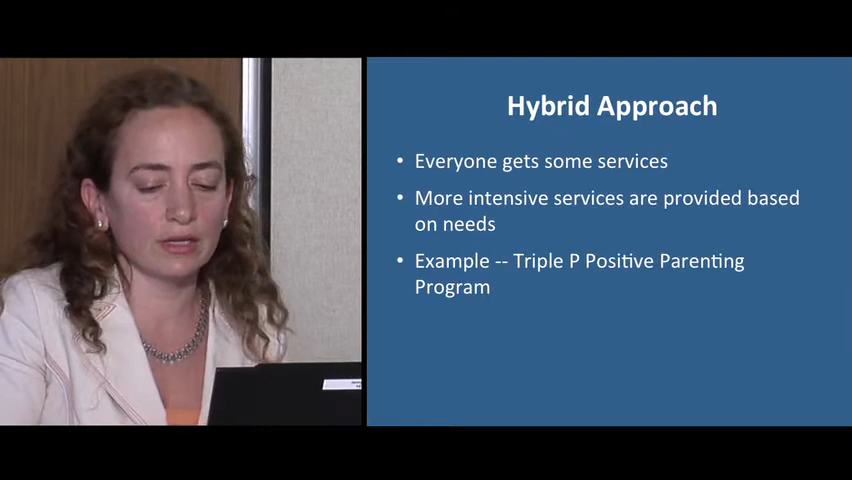 Hybrid Approach
• Everyone gets some services
• More intensive services are provided based
on needs
• Example -- Triple P Positive Parenting
Program